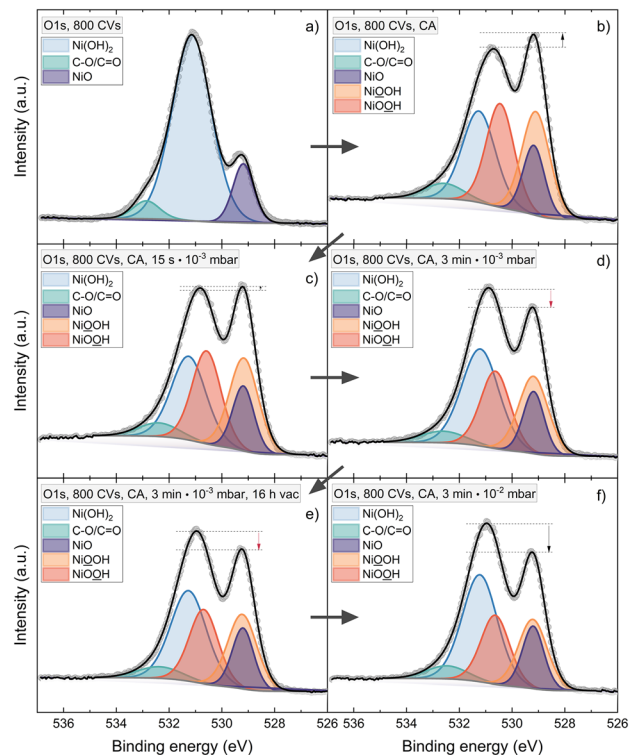 O1s, 800 CVs
a)
Ni(OH)₂
C-O/C=O
NiO
O1s, 800 CVs, CA
b)
Ni(OH)₂
C-O/C=O
NiO
NiOOH
NiOOH
Intensity (a.u.)
O1s, 800 CVs, CA, 15 s • 10⁻³ mbar
c)
Ni(OH)₂
C-O/C=O
NiO
NiOOH
NiOOH
O1s, 800 CVs, CA, 3 min • 10⁻³ mbar
d)
Ni(OH)₂
C-O/C=O
NiO
NiOOH
NiOOH
Intensity (a.u.)
O1s, 800 CVs, CA, 3 min • 10⁻³ mbar, 16 h vac
e)
Ni(OH)₂
C-O/C=O
NiO
NiOOH
NiOOH
O1s, 800 CVs, CA, 3 min • 10⁻² mbar
f)
Ni(OH)₂
C-O/C=O
NiO
NiOOH
NiOOH
Intensity (a.u.)
536 534 532 530 528 526
536 534 532 530 528 526
Binding energy (eV)
Binding energy (eV)